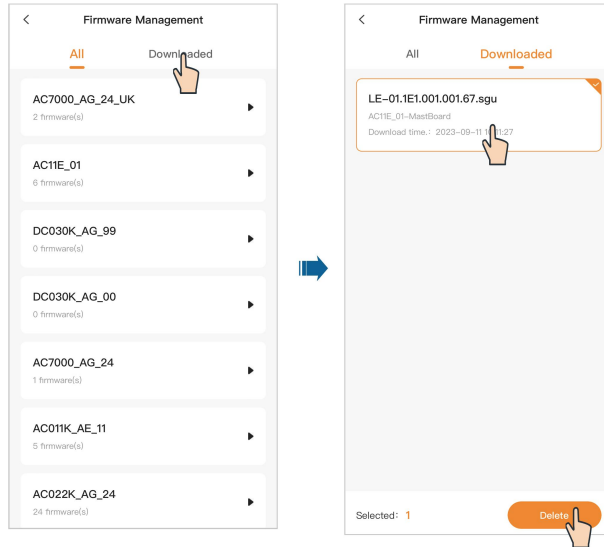 Firmware Management
All Downloaded
AC7000_AG_24_UK
2 firmware(s)
AC11E_01
6 firmware(s)
DC030K_AG_99
0 firmware(s)
DC030K_AG_00
0 firmware(s)
AC7000_AG_24
1 firmware(s)
AC011K_AE_11
5 firmware(s)
AC022K_AG_24
24 firmware(s)
Firmware Management
All Downloaded
LE-01.1E1.001.001.67.sgu
AC11E_01-MastBoard
Download time.: 2023-09-11
Selected: 1
Delete